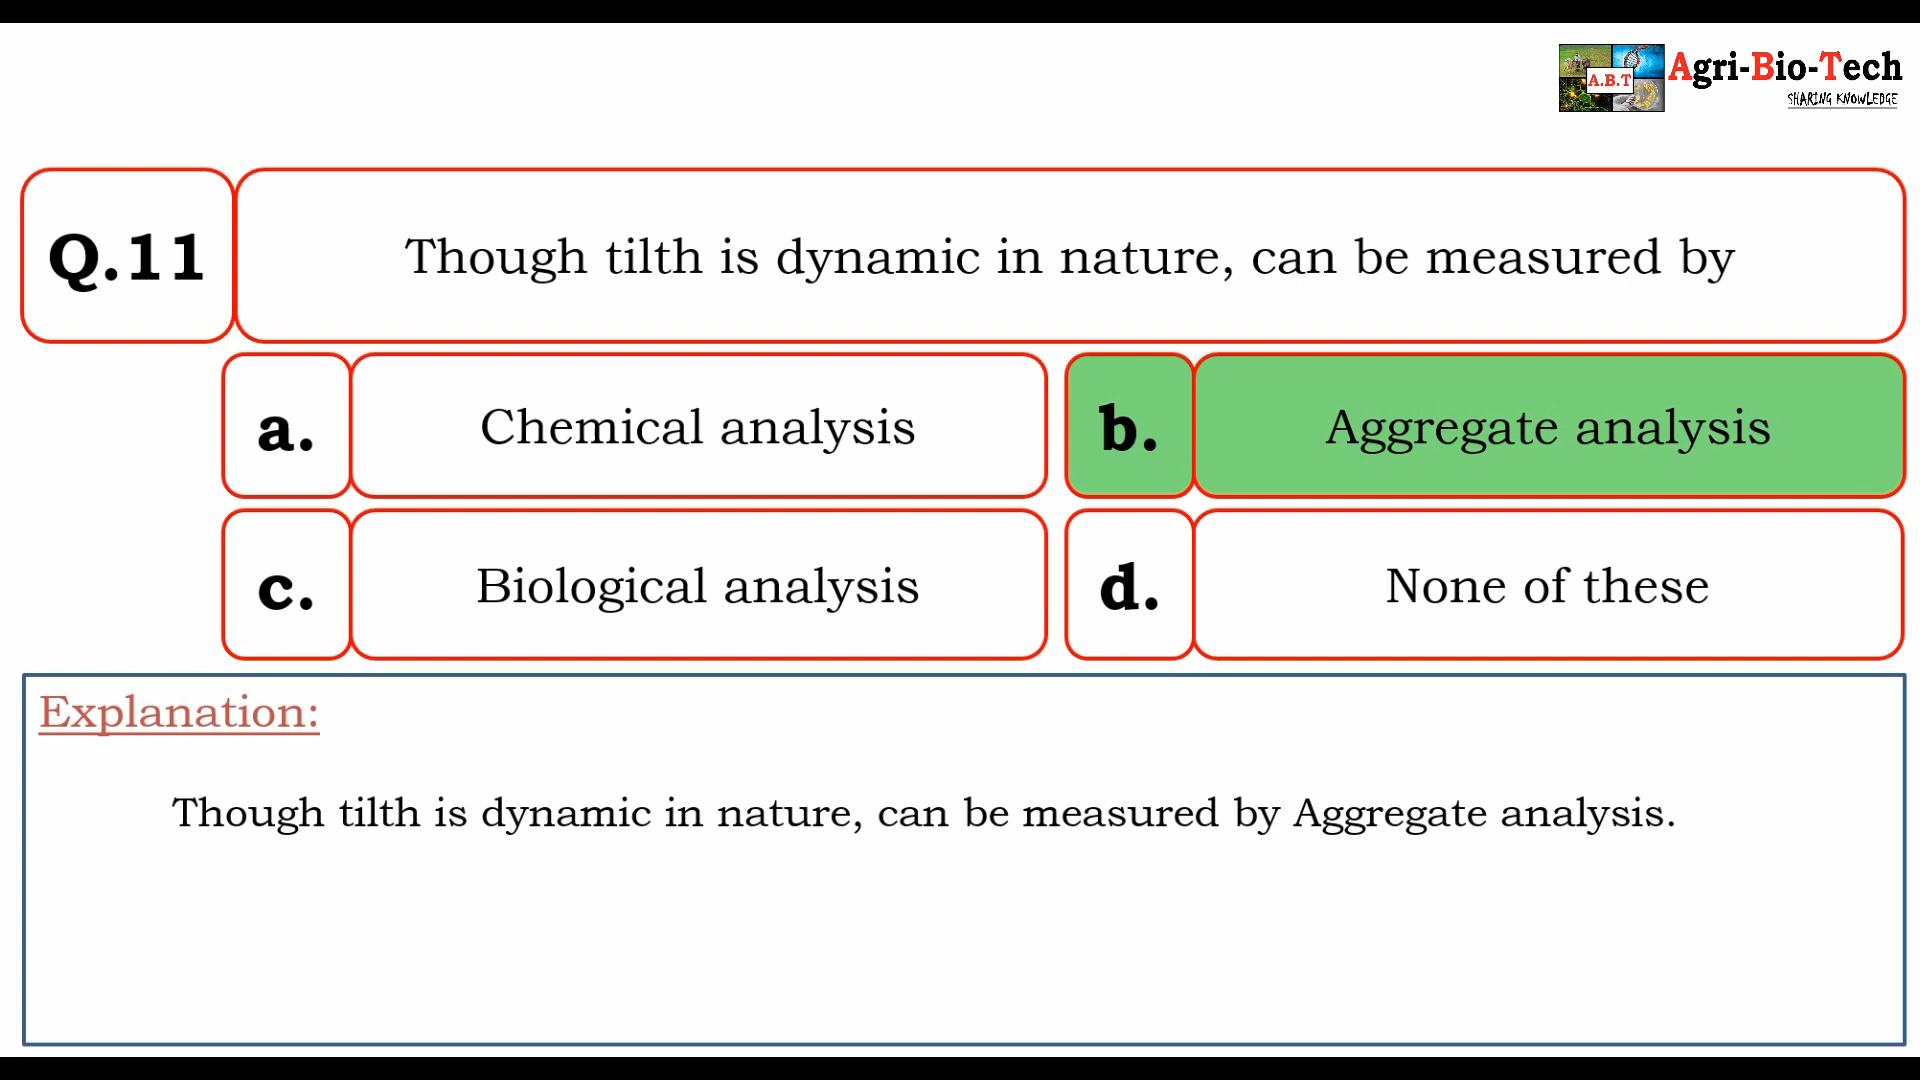 A.B.T
Agri-Bio-Tech
SHARING KNOWLEDGE
Q.11
Though tilth is dynamic in nature, can be measured by
a.
Chemical analysis
b.
Aggregate analysis
c.
Biological analysis
d.
None of these
Explanation:
Though tilth is dynamic in nature, can be measured by Aggregate analysis.